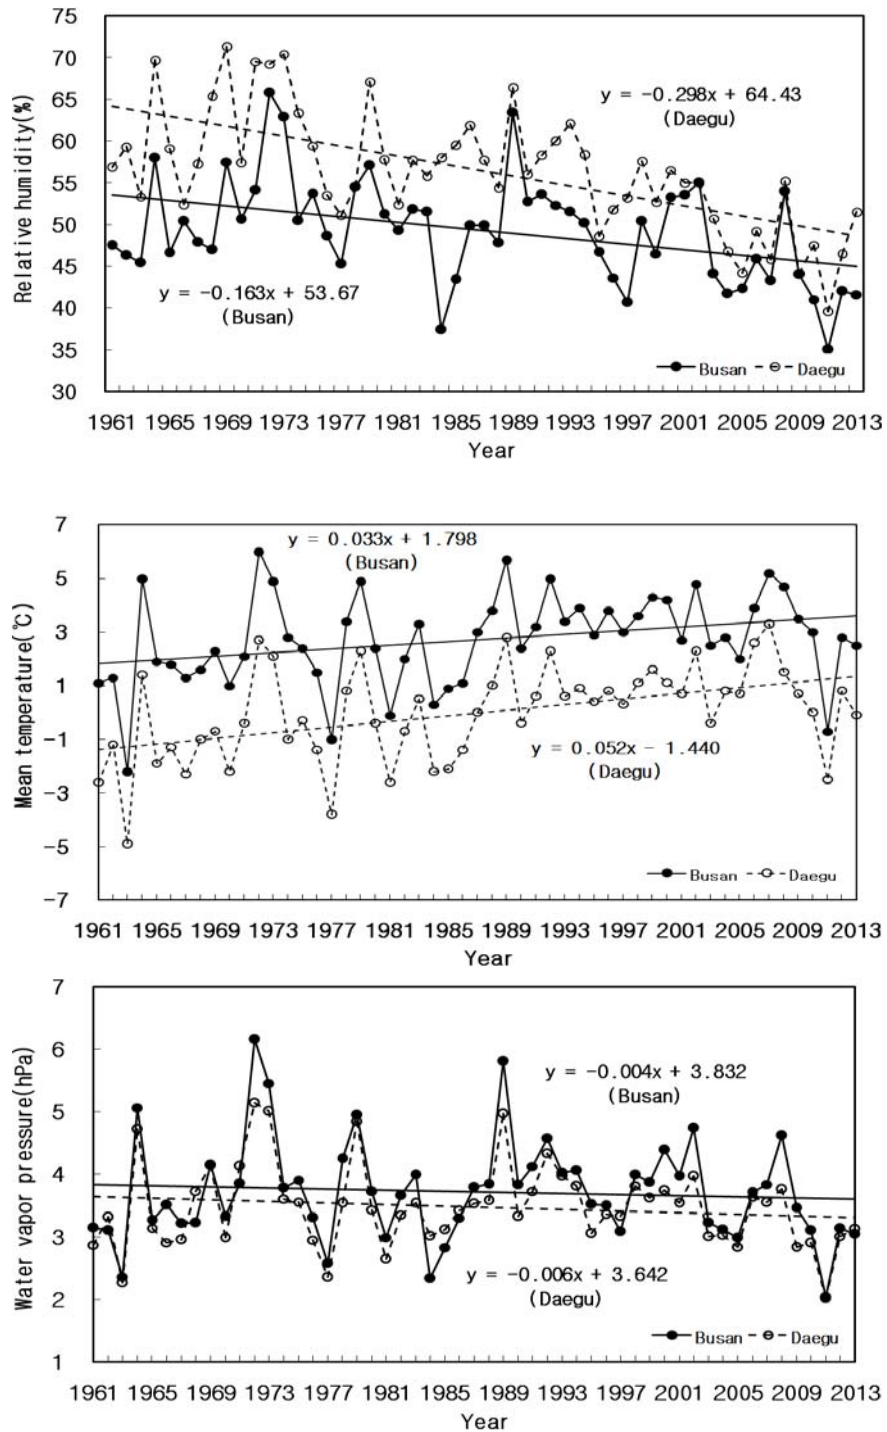 75
70
65
60
55
50
45
40
35
30
Relative humidity(%)
y = -0.298x + 64.43
(Daegu)
y = -0.163x + 53.67
(Busan)
Busan Daegu
1961 1965 1969 1973 1977 1981 1985 1989 1993 1997 2001 2005 2009 2013
Year
7
5
3
1
-1
-3
-5
-7
Mean temperature(℃)
y = 0.033x + 1.798
(Busan)
y = 0.052x - 1.440
(Daegu)
Busan Daegu
1961 1965 1969 1973 1977 1981 1985 1989 1993 1997 2001 2005 2009 2013
Year
7
6
5
4
3
2
1
Water vapor pressure(hPa)
y = -0.004x + 3.832
(Busan)
y = -0.006x + 3.642
(Daegu)
Busan Daegu
1961 1965 1969 1973 1977 1981 1985 1989 1993 1997 2001 2005 2009 2013
Year